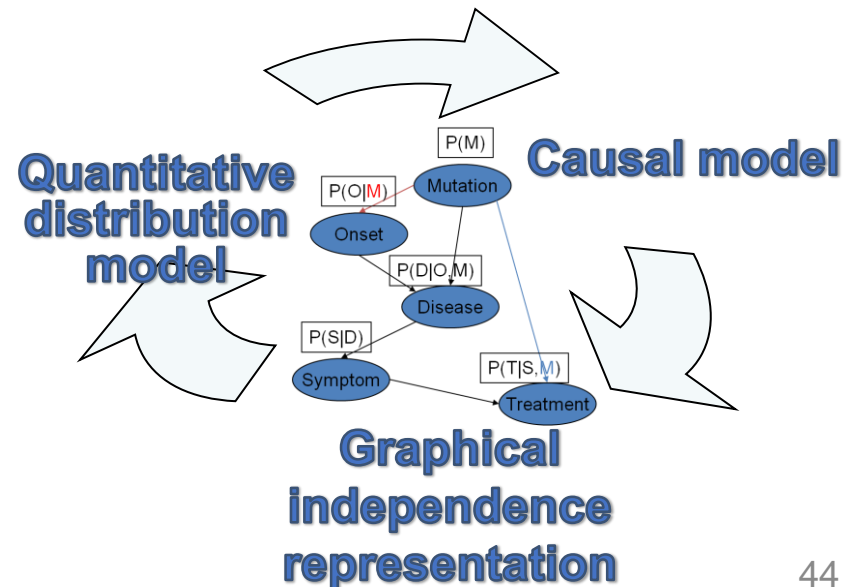 P(M)
Causal model
Quantitative
distribution
model
P(O|M)
Mutation
Onset
P(D|O,M)
Disease
P(S|D)
Symptom
P(T|S,M)
Treatment
Graphical
independence
representation
44